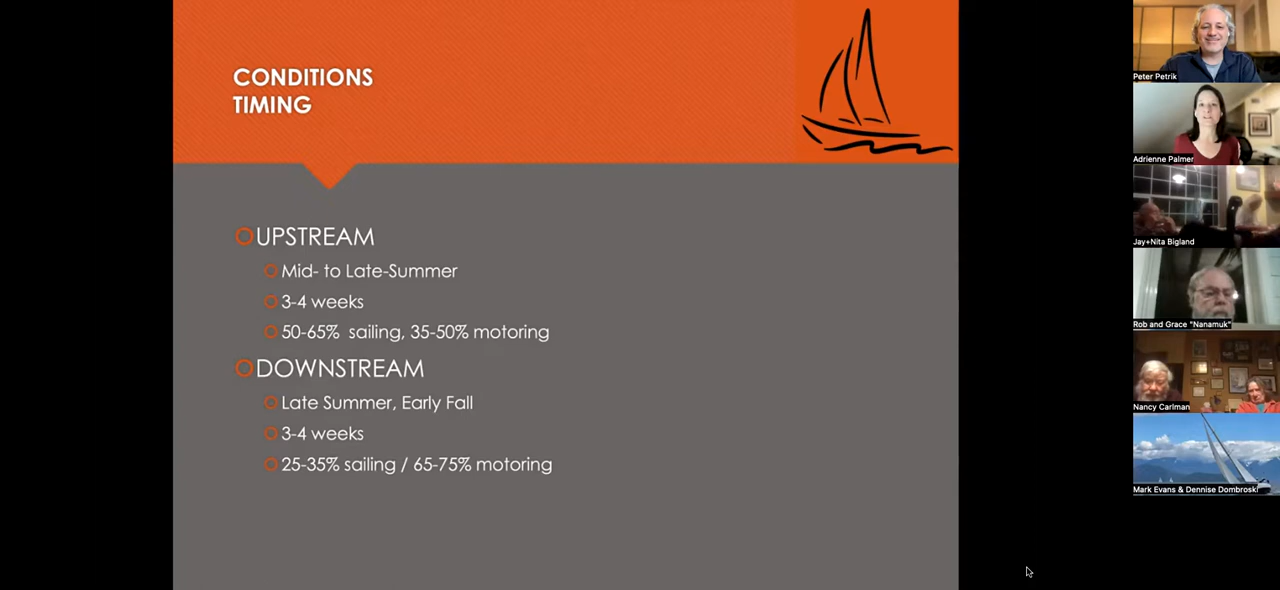 CONDITIONS
TIMING
UPSTREAM
Mid- to Late-Summer
3-4 weeks
50-65% sailing, 35-50% motoring
DOWNSTREAM
Late Summer, Early Fall
3-4 weeks
25-35% sailing / 65-75% motoring
Peter Petrik
Adrienne Palmer
Jay+Nita Bigland
Rob and Grace "Nanamuk"
Nancy Carlman
Mark Evans & Dennise Dombroski